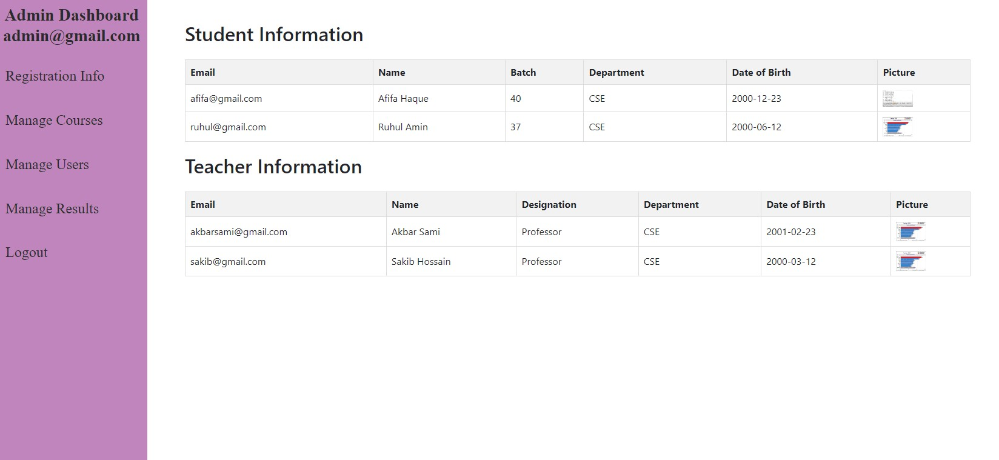 Admin Dashboard
admin@gmail.com
Registration Info
Manage Courses
Manage Users
Manage Results
Logout
Student Information
Email Name Batch Department Date of Birth Picture
afifa@gmail.com Afifa Haque 40 CSE 2000-12-23
ruhul@gmail.com Ruhul Amin 37 CSE 2000-06-12
Teacher Information
Email Name Designation Department Date of Birth Picture
akbarsami@gmail.com Akbar Sami Professor CSE 2001-02-23
sakib@gmail.com Sakib Hossain Professor CSE 2000-03-12